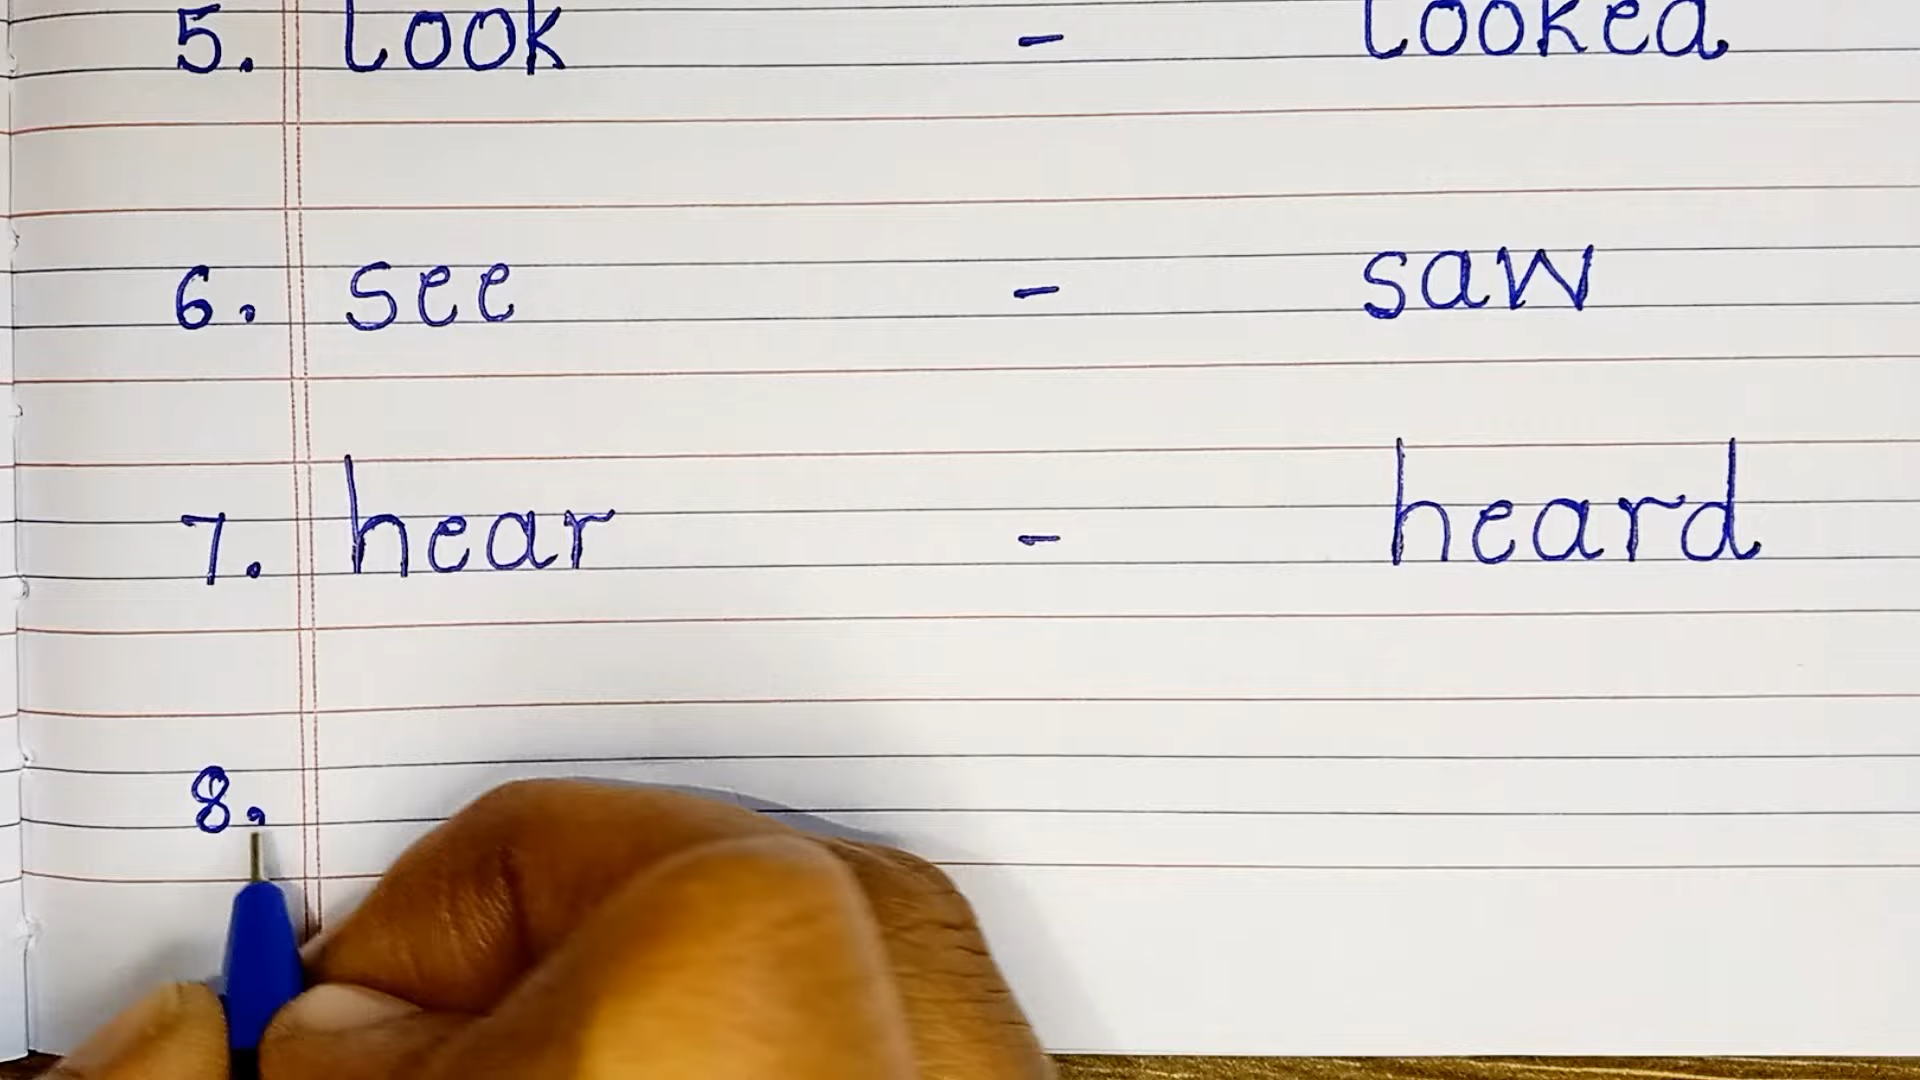 5. look - looked
6. see - saw
7. hear - heard
8.